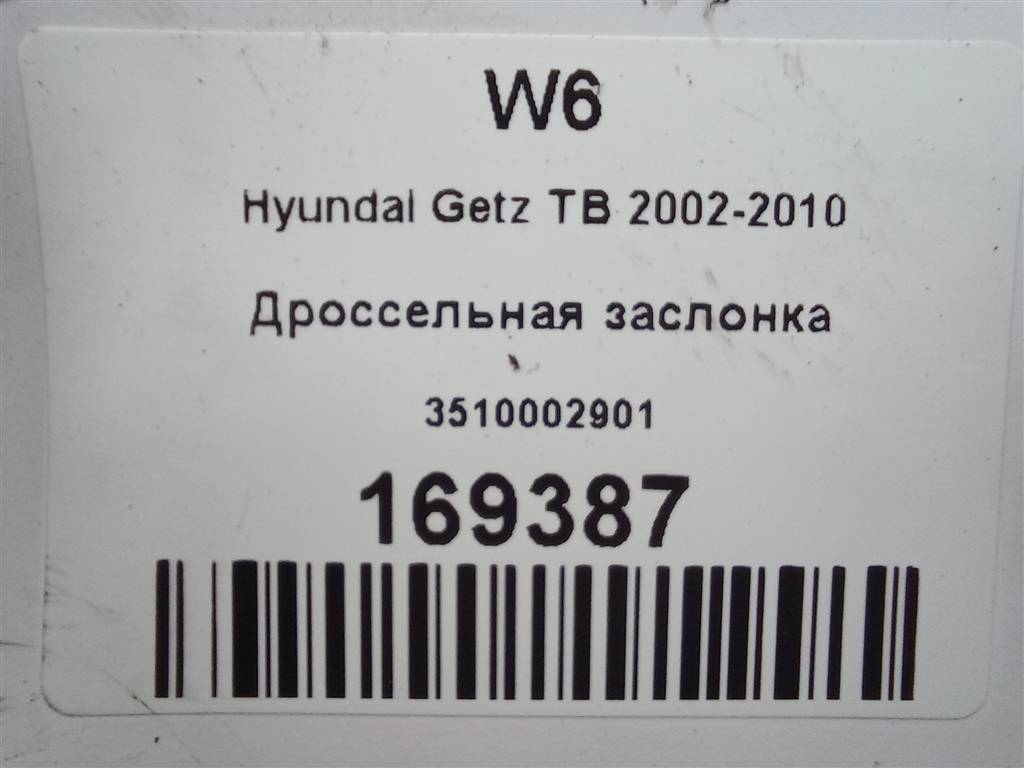 W6
Hyundai Getz TB 2002-2010
Дроссельная заслонка
3510002901
169387